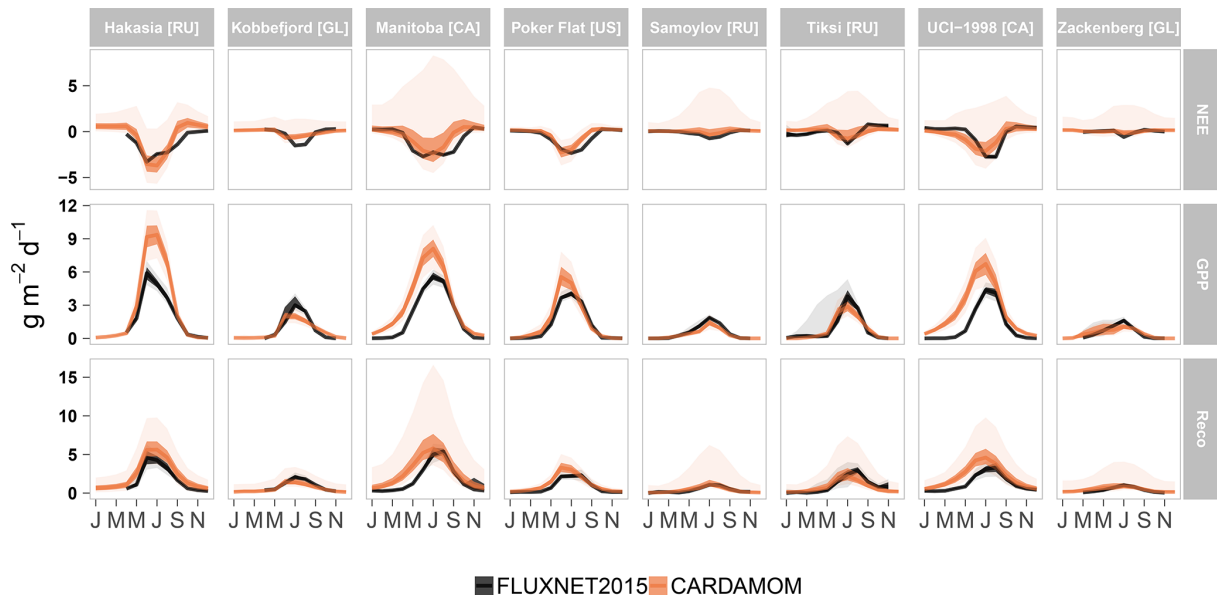 Hakasia [RU] Kobbefjord [GL] Manitoba [CA] Poker Flat [US] Samoylov [RU] Tiksi [RU] UCI−1998 [CA] Zackenberg [GL]
5
0
−5
NEE
12
9
6
3
0
GPP
g m−2 d−1
15
10
5
0
Reco
J M M J S N J M M J S N J M M J S N J M M J S N J M M J S N J M M J S N J M M J S N J M M J S N
FLUXNET2015 CARDAMOM